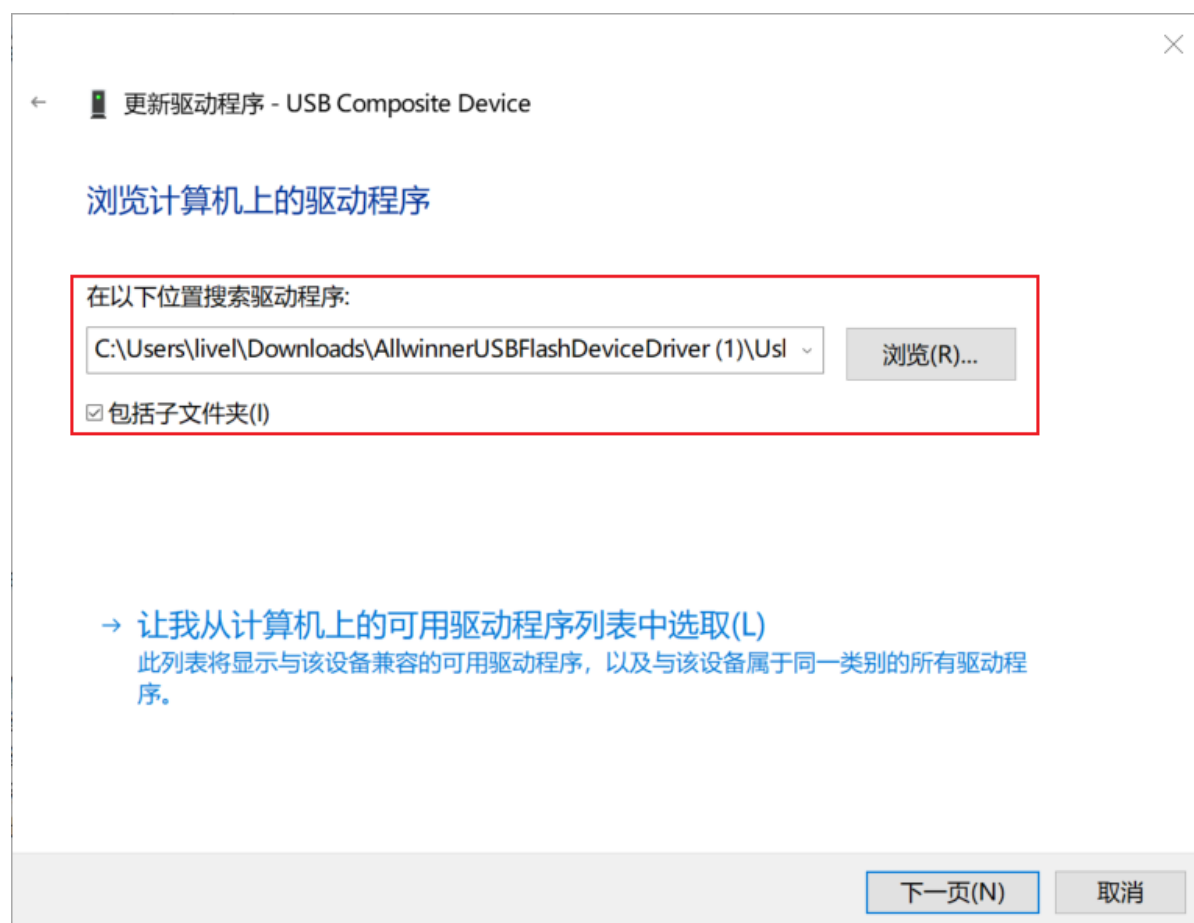 更新驱动程序 - USB Composite Device
浏览计算机上的驱动程序
在以下位置搜索驱动程序:
C:\Users\livel\Downloads\AllwinnerUSBFlashDeviceDriver (1)\Usl
浏览(R)...
包括子文件夹(I)
→ 让我从计算机上的可用驱动程序列表中选取(L)
此列表将显示与该设备兼容的可用驱动程序，以及与该设备属于同一类别的所有驱动程
序。
下一页(N)
取消